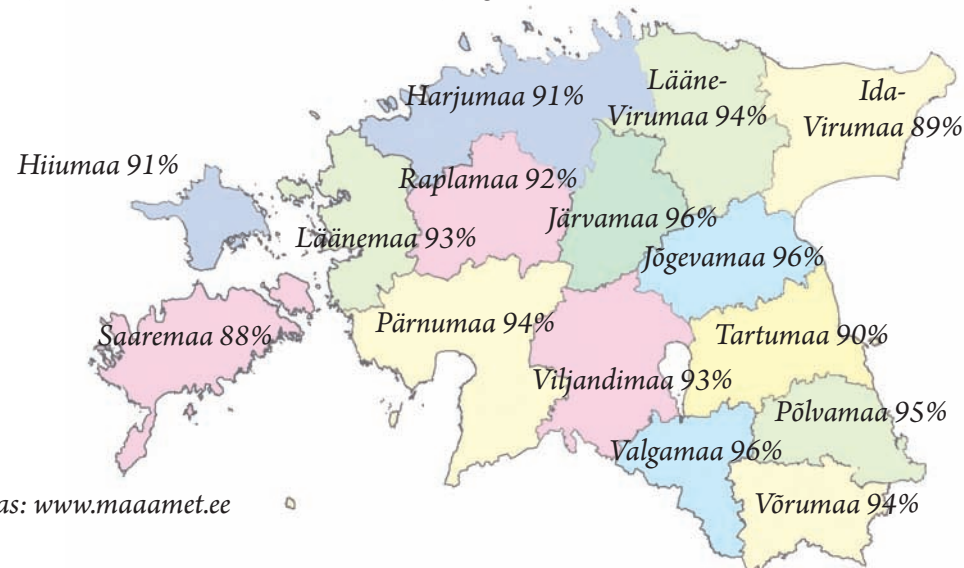 Harjumaa 91%
Lääne-
Virumaa 94%
Ida-
Virumaa 89%
Hiiumaa 91%
Raplamaa 92%
Järvamaa 96%
Läänemaa 93%
Jõgevamaa 96%
Saaremaa 88%
Pärnumaa 94%
Tartumaa 90%
Viljandimaa 93%
Põlvamaa 95%
Valgamaa 96%
as: www.maaamet.ee
Võrumaa 94%